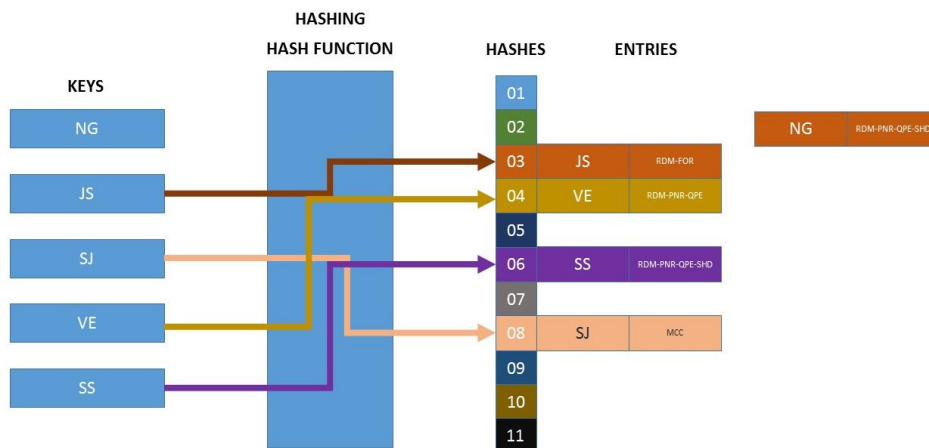 HASHING
HASH FUNCTION
HASHES
ENTRIES
KEYS
NG
JS
SJ
VE
SS
01
02
03 JS RDM-FOR
04 VE RDM-PNR-QPE
05
06 SS RDM-PNR-QPE-SHD
07
08 SJ MCC
09
10
11
NG RDM-PNR-QPE-SHD